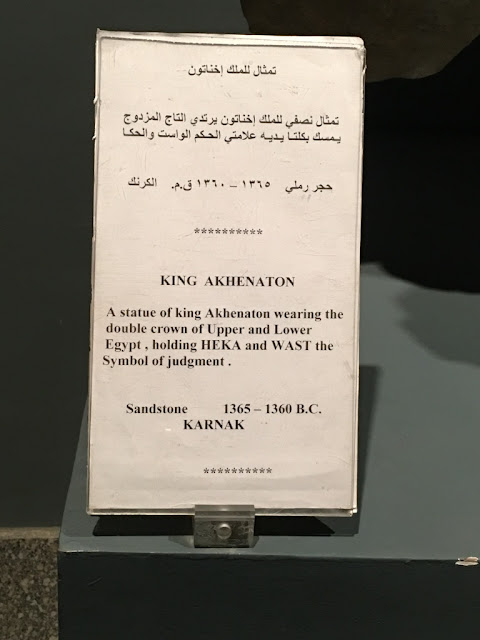 تمثال للملك إخناتون
تمثال نصفي للملك إخناتون يرتدي التاج المزدوج
يمسك بكلتا يديه علامتي الحكم الواست والحكا
حجر رملي ١٣٦٥ – ١٣٦٠ ق.م. الكرنك
**********
KING AKHENATON
A statue of king Akhenaton wearing the
double crown of Upper and Lower
Egypt , holding HEKA and WAST the
Symbol of judgment .
Sandstone 1365 – 1360 B.C.
KARNAK
**********